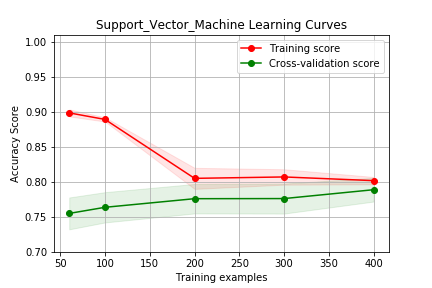 Support_Vector_Machine Learning Curves
1.00
0.95
0.90
0.85
0.80
0.75
0.70
Accuracy Score
Training score
Cross-validation score
50 100 150 200 250 300 350 400
Training examples